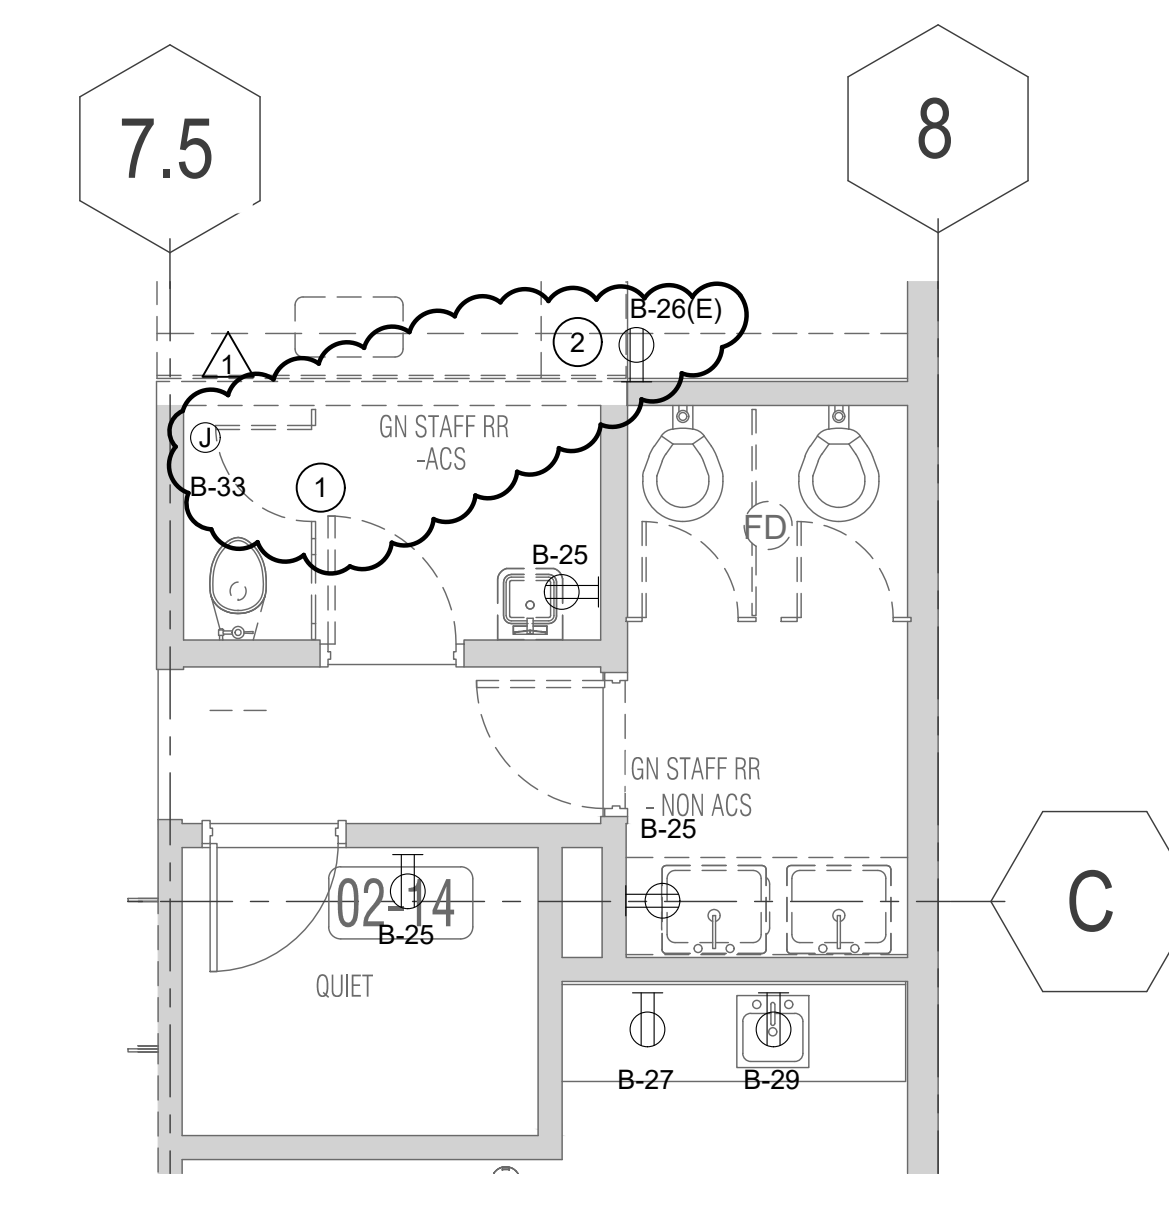 7.5
8
B-26(E)
2
1
GN STAFF RR
-ACS
J
B-33
1
FD
B-25
GN STAFF RR
- NON ACS
B-25
02-14
B-25
C
QUIET
B-27
B-29